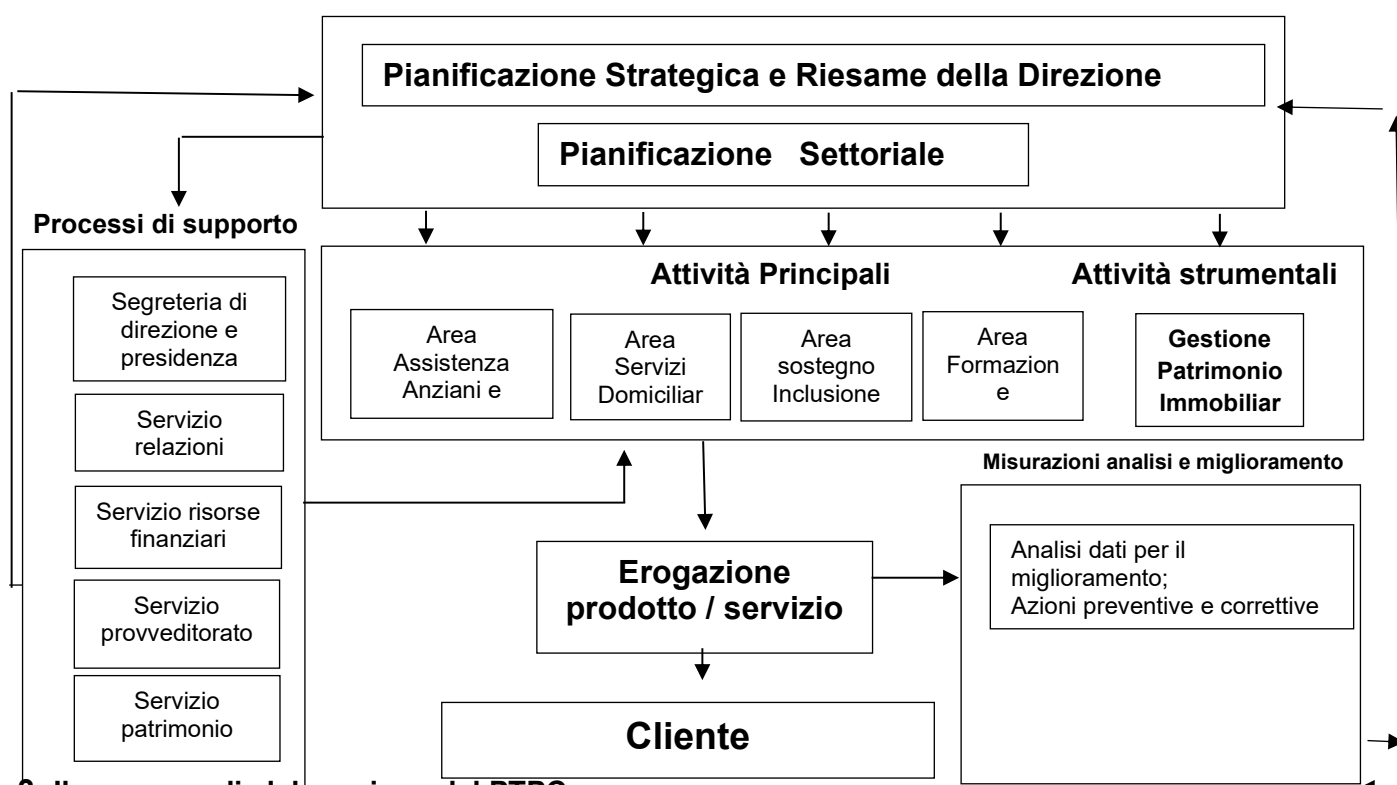 Pianificazione Strategica e Riesame della Direzione
Pianificazione Settoriale
Processi di supporto
Segreteria di
direzione e
presidenza
Servizio
relazioni
Servizio risorse
finanziari
Servizio
provveditorato
Servizio
patrimonio
Attività Principali
Attività strumentali
Area
Assistenza
Anziani e
Area
Servizi
Domiciliar
Area
sostegno
Inclusione
Area
Formazion
e
Gestione
Patrimonio
Immobiliar
Misurazioni analisi e miglioramento
Analisi dati per il
miglioramento;
Azioni preventive e correttive
Erogazione
prodotto / servizio
Cliente